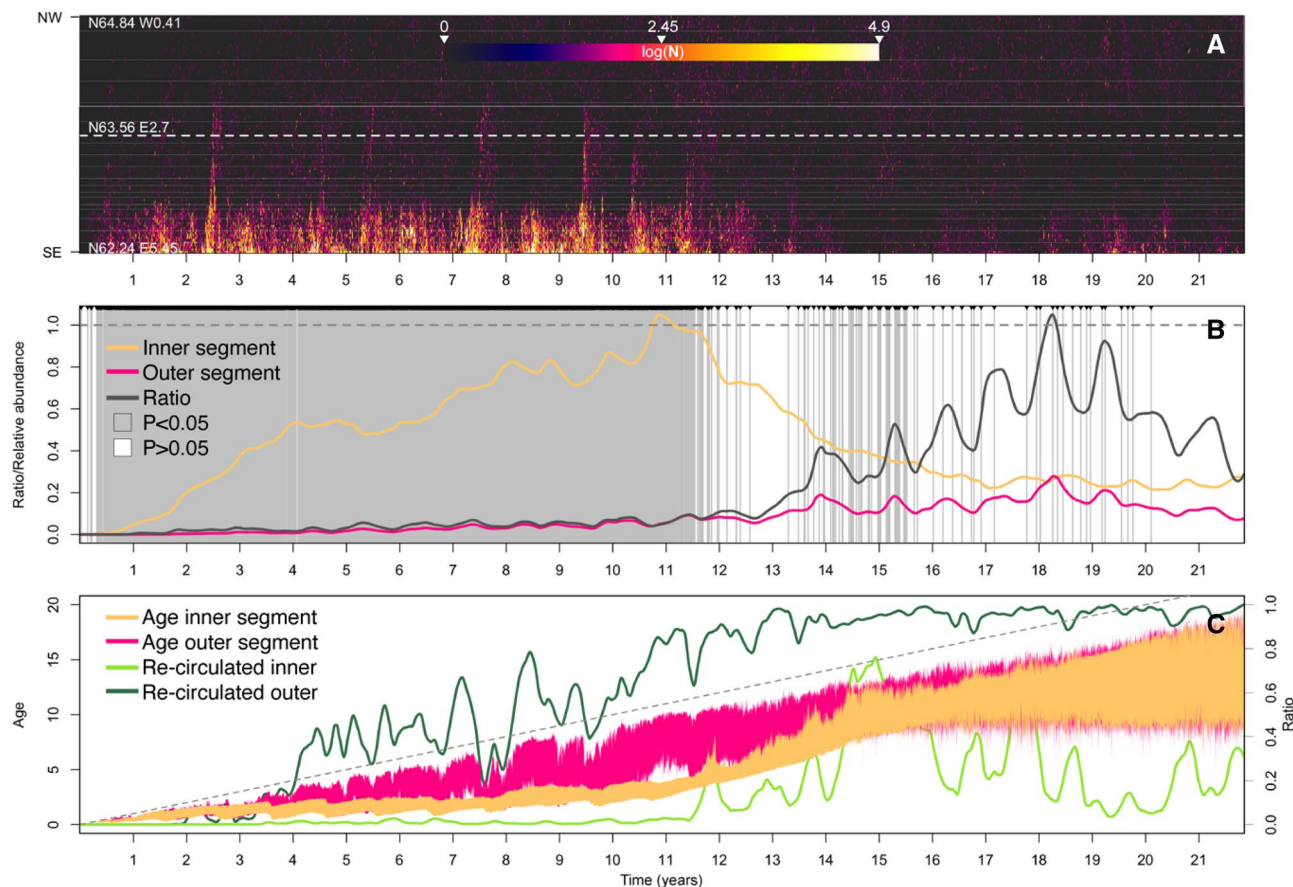 NW
N64.84 W0.41
0 2.45 4.9
log(N)
A
N63.56 E2.7
N62.24 E5.45
SE
1 2 3 4 5 6 7 8 9 10 11 12 13 14 15 16 17 18 19 20 21
B
Ratio/Relative abundance
1.0
0.8
0.6
0.4
0.2
0.0
Inner segment
Outer segment
Ratio
P<0.05
P>0.05
1 2 3 4 5 6 7 8 9 10 11 12 13 14 15 16 17 18 19 20 21
C
Age
20
15
10
5
0
Age inner segment
Age outer segment
Re-circulated inner
Re-circulated outer
1.0
0.8
0.6
0.4
0.2
0.0
Ratio
1 2 3 4 5 6 7 8 9 10 11 12 13 14 15 16 17 18 19 20 21
Time (years)